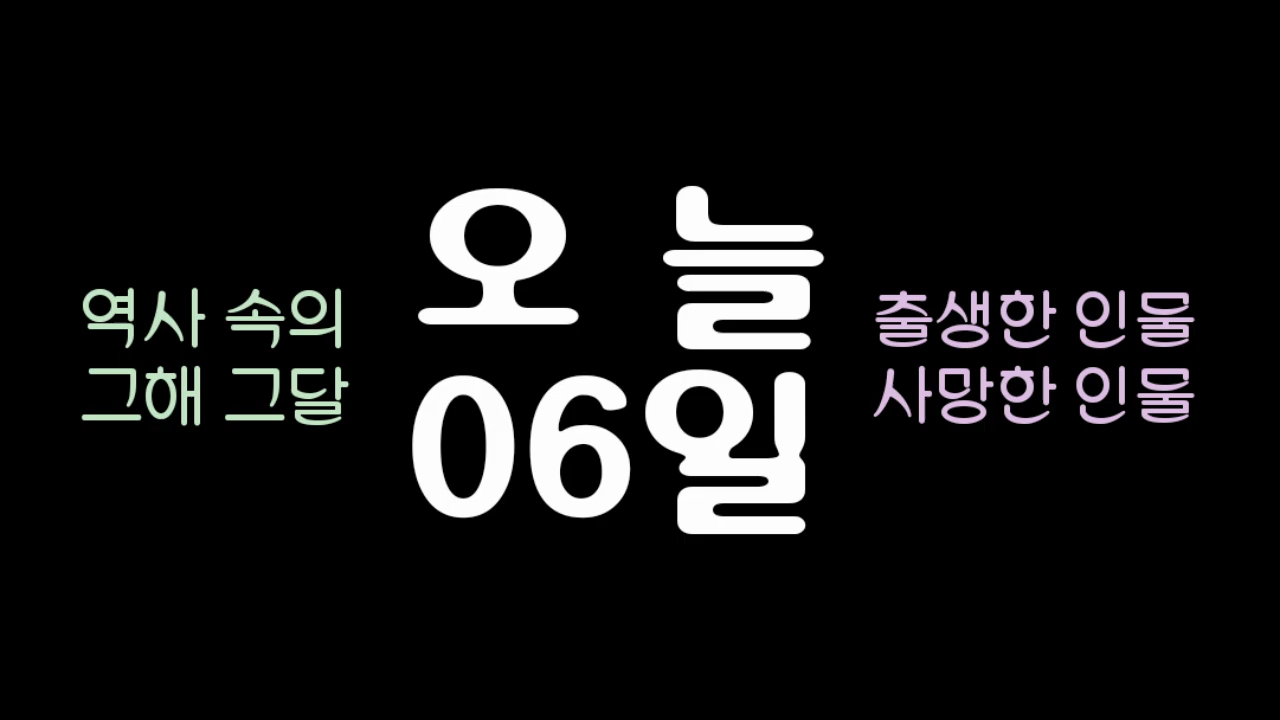 역사 속의
그해 그달
오 늘
06일
출생한 인물
사망한 인물